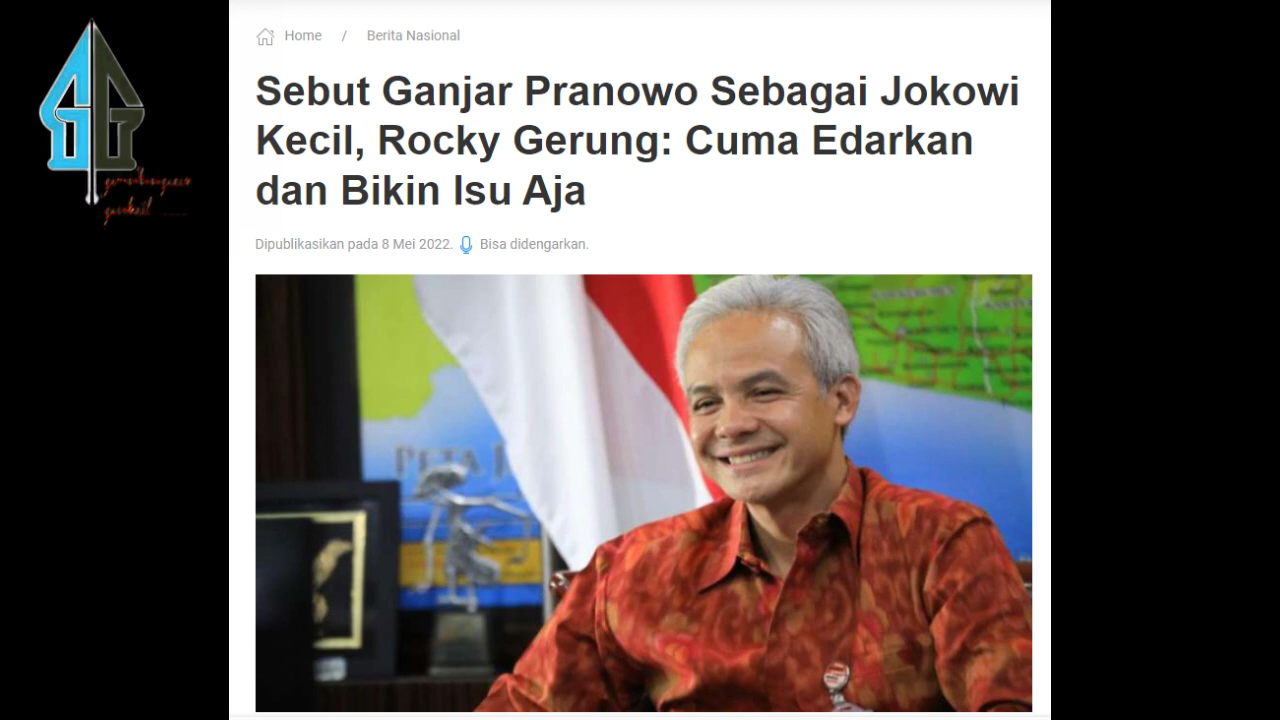 Home / Berita Nasional
Sebut Ganjar Pranowo Sebagai Jokowi
Kecil, Rocky Gerung: Cuma Edarkan
dan Bikin Isu Aja
Dipublikasikan pada 8 Mei 2022. Bisa didengarkan.
PETA J